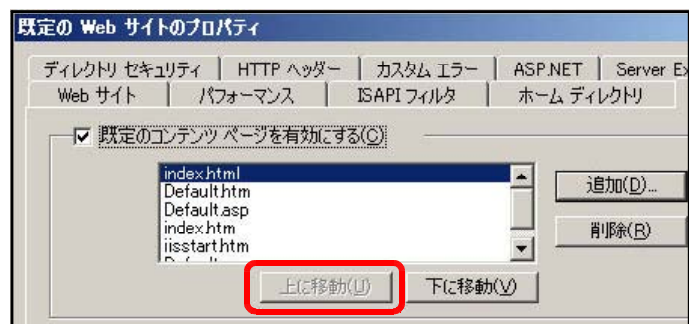 既定の Web サイトのプロパティ
ディレクトリ セキュリティ HTTP ヘッダー カスタム エラー ASP.NET Server Ex
Web サイト パフォーマンス ISAPI フィルタ ホーム ディレクトリ
既定のコンテンツ ページを有効にする(C)
index.html
Default.htm
Default.asp
index.htm
iisstart.htm
追加(D)...
削除(R)
上に移動(U) 下に移動(V)